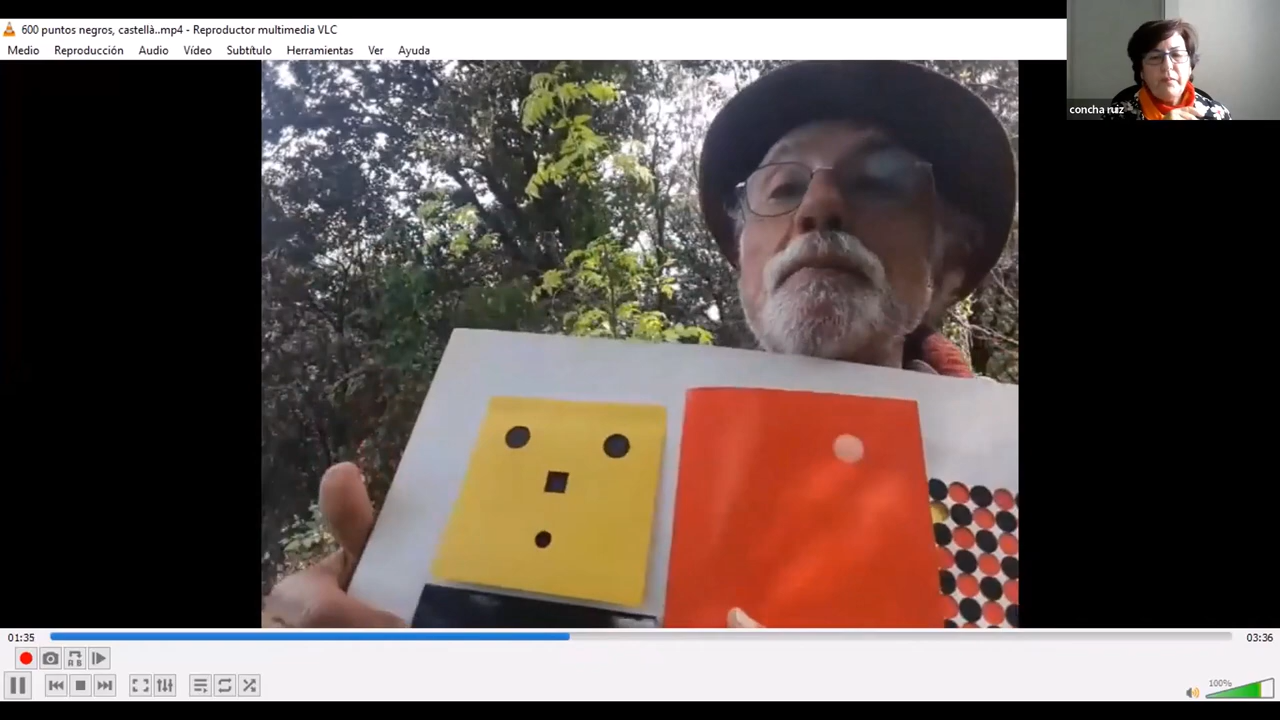 600 puntos negros, castellà..mp4 - Reproductor multimedia VLC
Medio Reproducción Audio Vídeo Subtítulo Herramientas Ver Ayuda
concha ruiz
01:35
03:36
100%